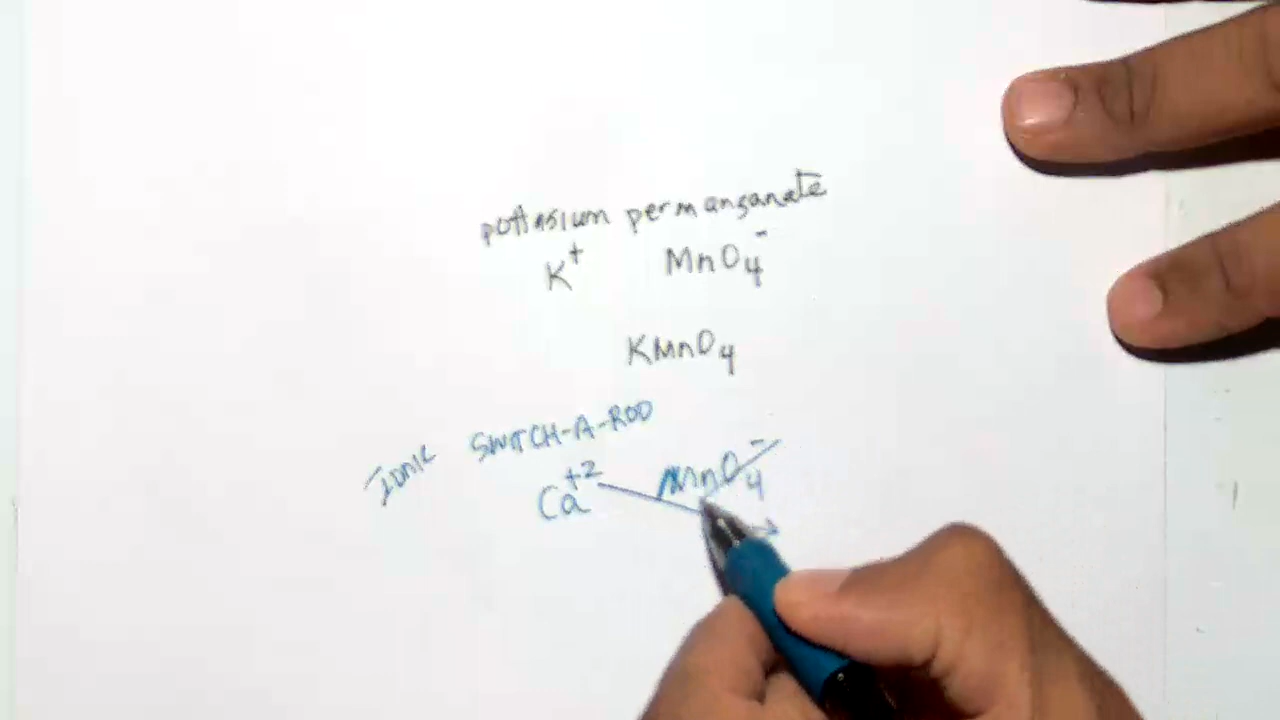 pottasium permanganate
K⁺ MnO₄⁻
KMnO₄
IONIC SWITCH-A-ROO
Ca⁺² MnO₄⁻